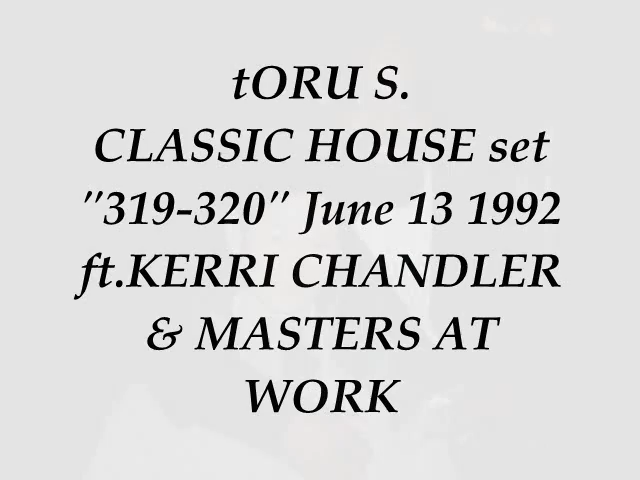 tORU S.
CLASSIC HOUSE set
"319-320" June 13 1992
ft.KERRI CHANDLER
& MASTERS AT
WORK